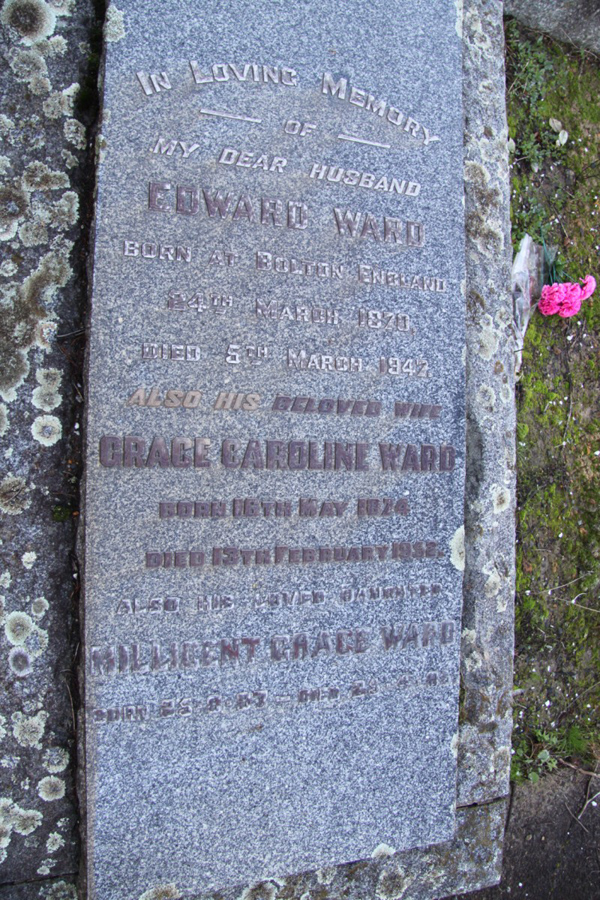 IN LOVING MEMORY
OF
MY DEAR HUSBAND
EDWARD WARD
BORN AT BOLTON ENGLAND
24TH MARCH 1870,
DIED 5TH MARCH 1942
ALSO HIS BELOVED WIFE
GRACE CAROLINE WARD
BORN 16TH MAY 1874
DIED 13TH FEBRUARY
ALSO HIS LOVED DAUGHTER
MILLICENT GRACE WARD
BORN DIED